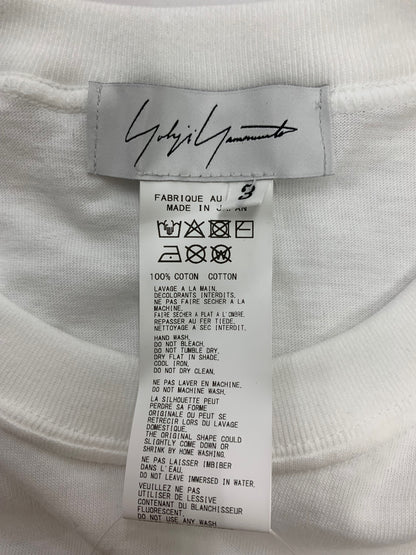 Yohji Yamamoto
FABRIQUE AU
3
MADE IN JAPAN
100% COTON COTTON
LAVAGE A LA MAIN.
DECOLORANTS INTERDITS.
NE PAS FAIRE SECHER A LA
MACHINE.
FAIRE SECHER A PLAT A L'OMBRE.
REPASSER AU FER TIEDE.
NETTOYAGE A SEC INTERDIT.
HAND WASH.
DO NOT BLEACH.
DO NOT TUMBLE DRY.
DRY FLAT IN SHADE.
COOL IRON.
DO NOT DRY CLEAN.
NE PAS LAVER EN MACHINE.
DO NOT MACHINE WASH.
LA SILHOUETTE PEUT
PERDRE SA FORME
ORIGINALE OU PEUT SE
RETRECIR LORS DU LAVAGE
DOMESTIQUE.
THE ORIGINAL SHAPE COULD
SLIGHTLY COME DOWN OR
SHRINK BY HOME WASHING.
NE PAS LAISSER IMBIBER
DANS L'EAU.
DO NOT LEAVE IMMERSED IN WATER.
VEUILLEZ NE PAS
UTILISER DE LESSIVE
CONTENANT DU BLANCHISSEUR
FLUORESCENT.
DO NOT USE ANY WASH